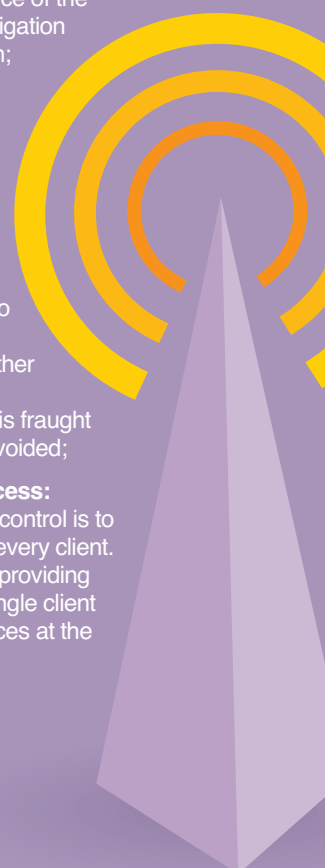 ce of the
igation
n;
o
ther
is fraught
voided;
cess:
control is to
every client.
providing
ngle client
ces at the